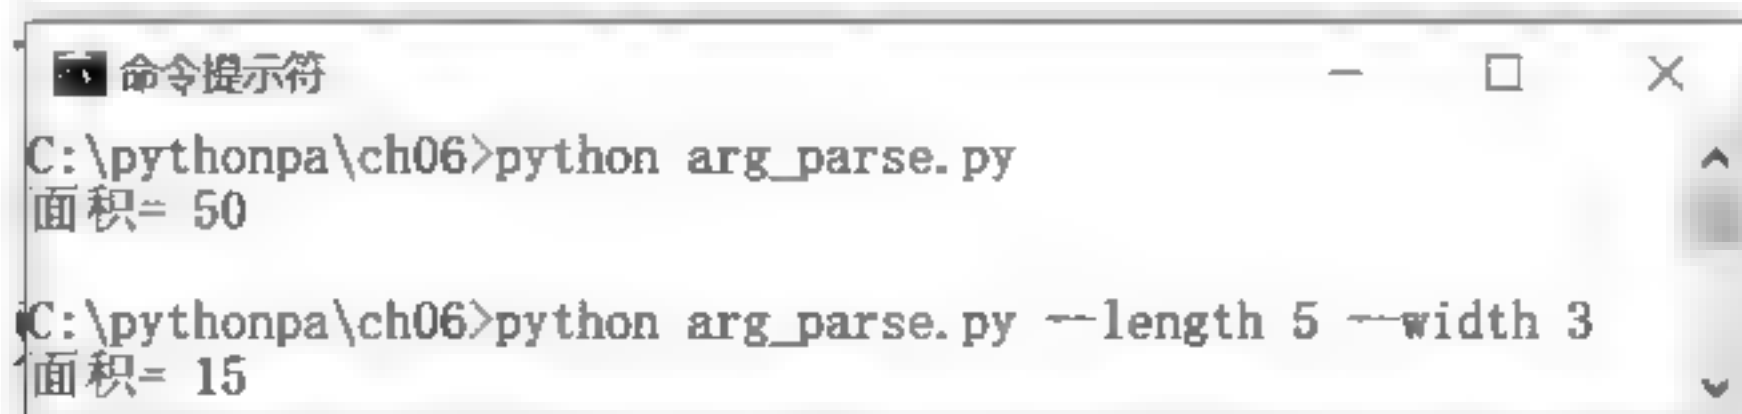 命令提示符
C:\pythonpa\ch06>python arg_parse.py
面积= 50
C:\pythonpa\ch06>python arg_parse.py --length 5 --width 3
面积= 15